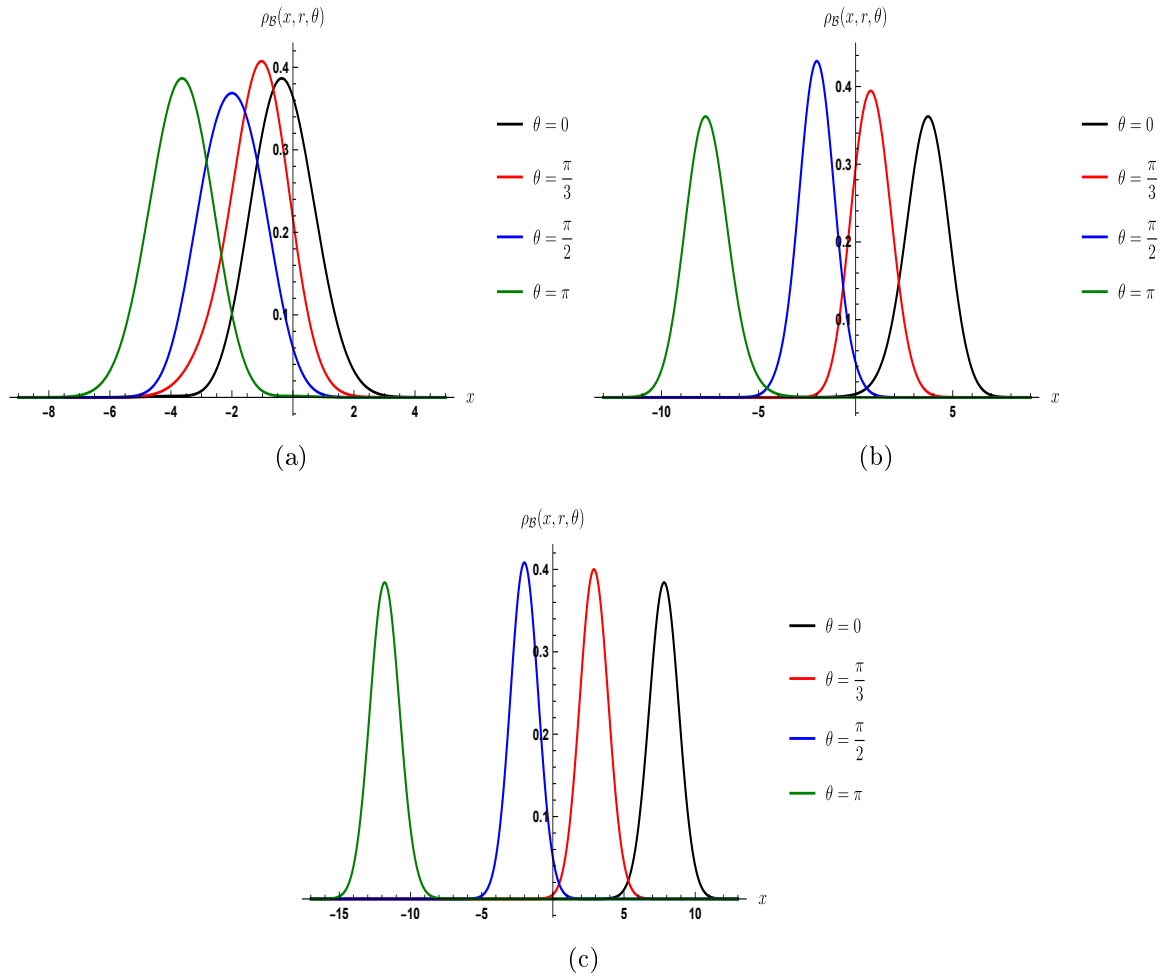 ρ_B(x, r, θ)
0.4
0.3
0.2
0.1
−8 −6 −4 −2 2 4 x
θ = 0
θ = π/3
θ = π/2
θ = π
(a)
ρ_B(x, r, θ)
0.4
0.3
0.2
0.1
−10 −5 5 x
θ = 0
θ = π/3
θ = π/2
θ = π
(b)
ρ_B(x, r, θ)
0.4
0.3
0.2
0.1
−15 −10 −5 5 10 x
θ = 0
θ = π/3
θ = π/2
θ = π
(c)